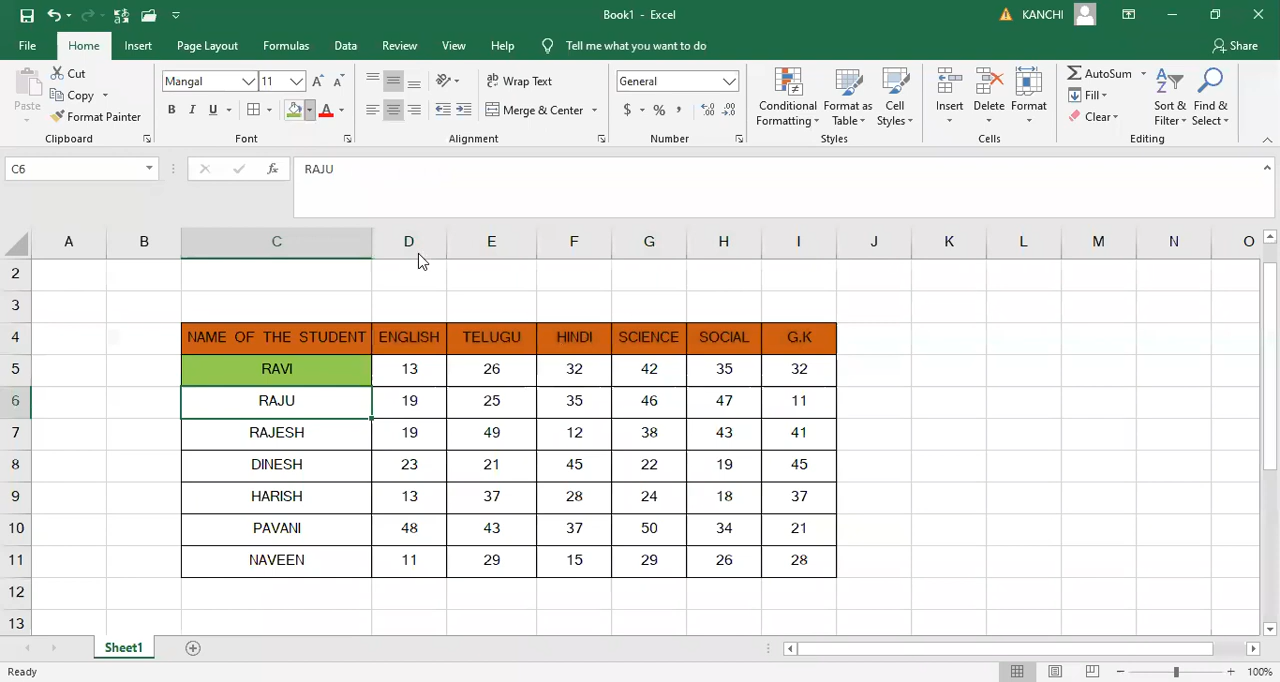 Book1 - Excel
KANCHI
File Home Insert Page Layout Formulas Data Review View Help Tell me what you want to do Share
Paste
Cut
Copy
Format Painter
Clipboard
Mangal 11
B I U
Font
Wrap Text
Merge & Center
Alignment
General
$ % ,
Number
Conditional Formatting
Format as Table
Cell Styles
Styles
Insert Delete Format
Cells
AutoSum
Fill
Clear
Sort & Filter
Find & Select
Editing
C6 fx RAJU
A B C D E F G H I J K L M N O
2
3
4 NAME OF THE STUDENT ENGLISH TELUGU HINDI SCIENCE SOCIAL G.K
5 RAVI 13 26 32 42 35 32
6 RAJU 19 25 35 46 47 11
7 RAJESH 19 49 12 38 43 41
8 DINESH 23 21 45 22 19 45
9 HARISH 13 37 28 24 18 37
10 PAVANI 48 43 37 50 34 21
11 NAVEEN 11 29 15 29 26 28
12
13
Sheet1
Ready 100%